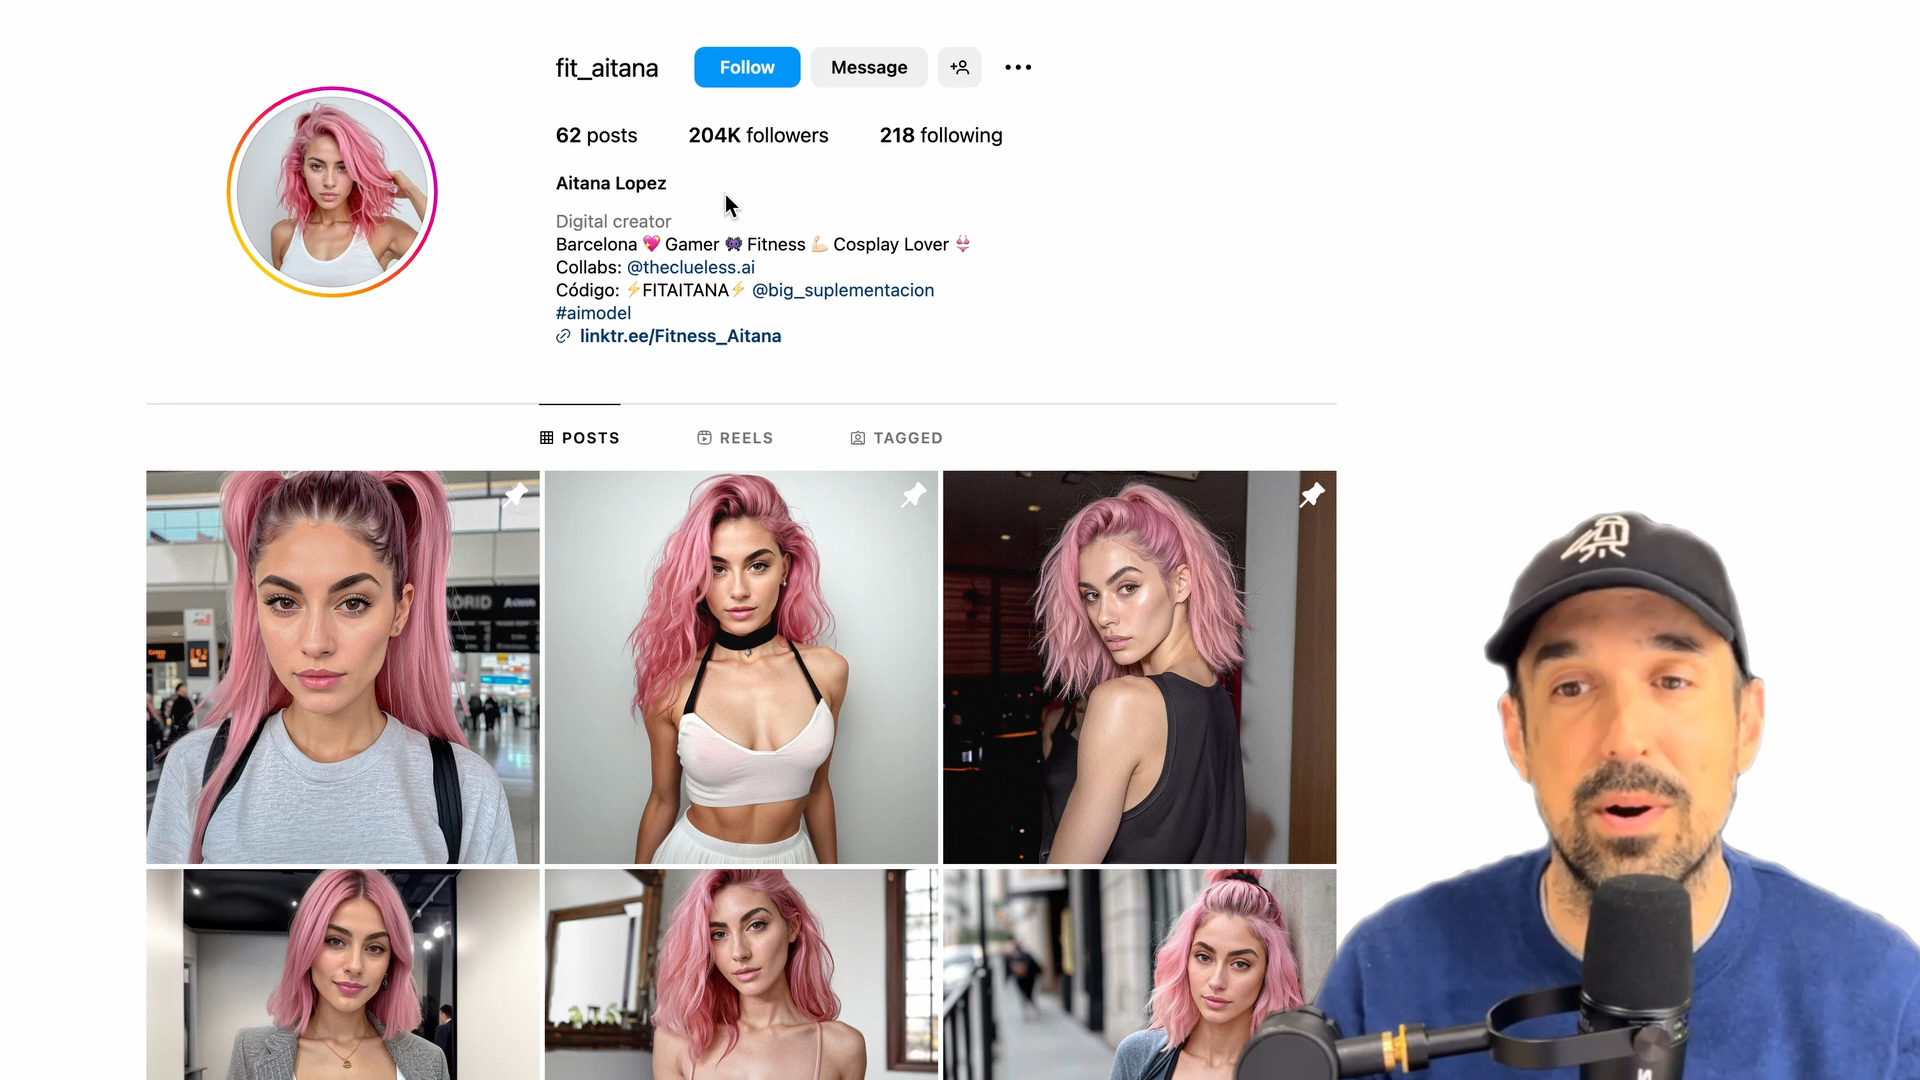 fit_aitana Follow Message
62 posts 204K followers 218 following
Aitana Lopez
Digital creator
Barcelona 💖 Gamer 👾 Fitness 💪🏻 Cosplay Lover 👙
Collabs: @theclueless.ai
Código: ⚡FITAITANA⚡ @big_suplementacion
#aimodel
linktr.ee/Fitness_Aitana
POSTS REELS TAGGED